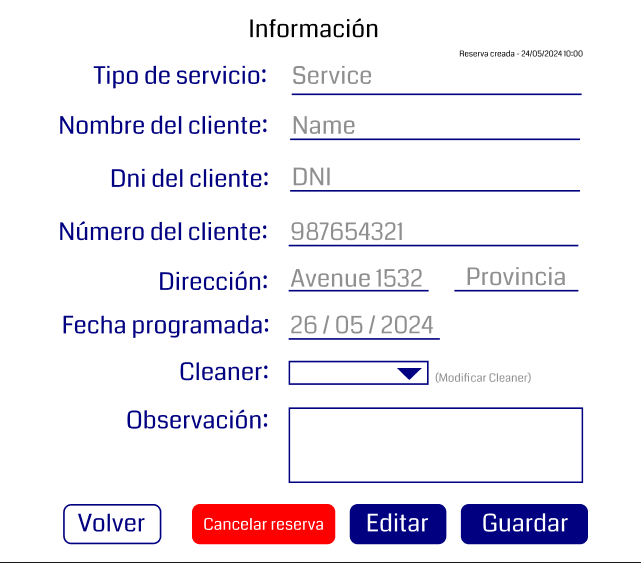 Información
Reserva creada - 24/05/2024 10:00
Tipo de servicio: Service
Nombre del cliente: Name
Dni del cliente: DNI
Número del cliente: 987654321
Dirección: Avenue 1532 Provincia
Fecha programada: 26 / 05 / 2024
Cleaner: (Modificar Cleaner)
Observación:
Volver Cancelar reserva Editar Guardar